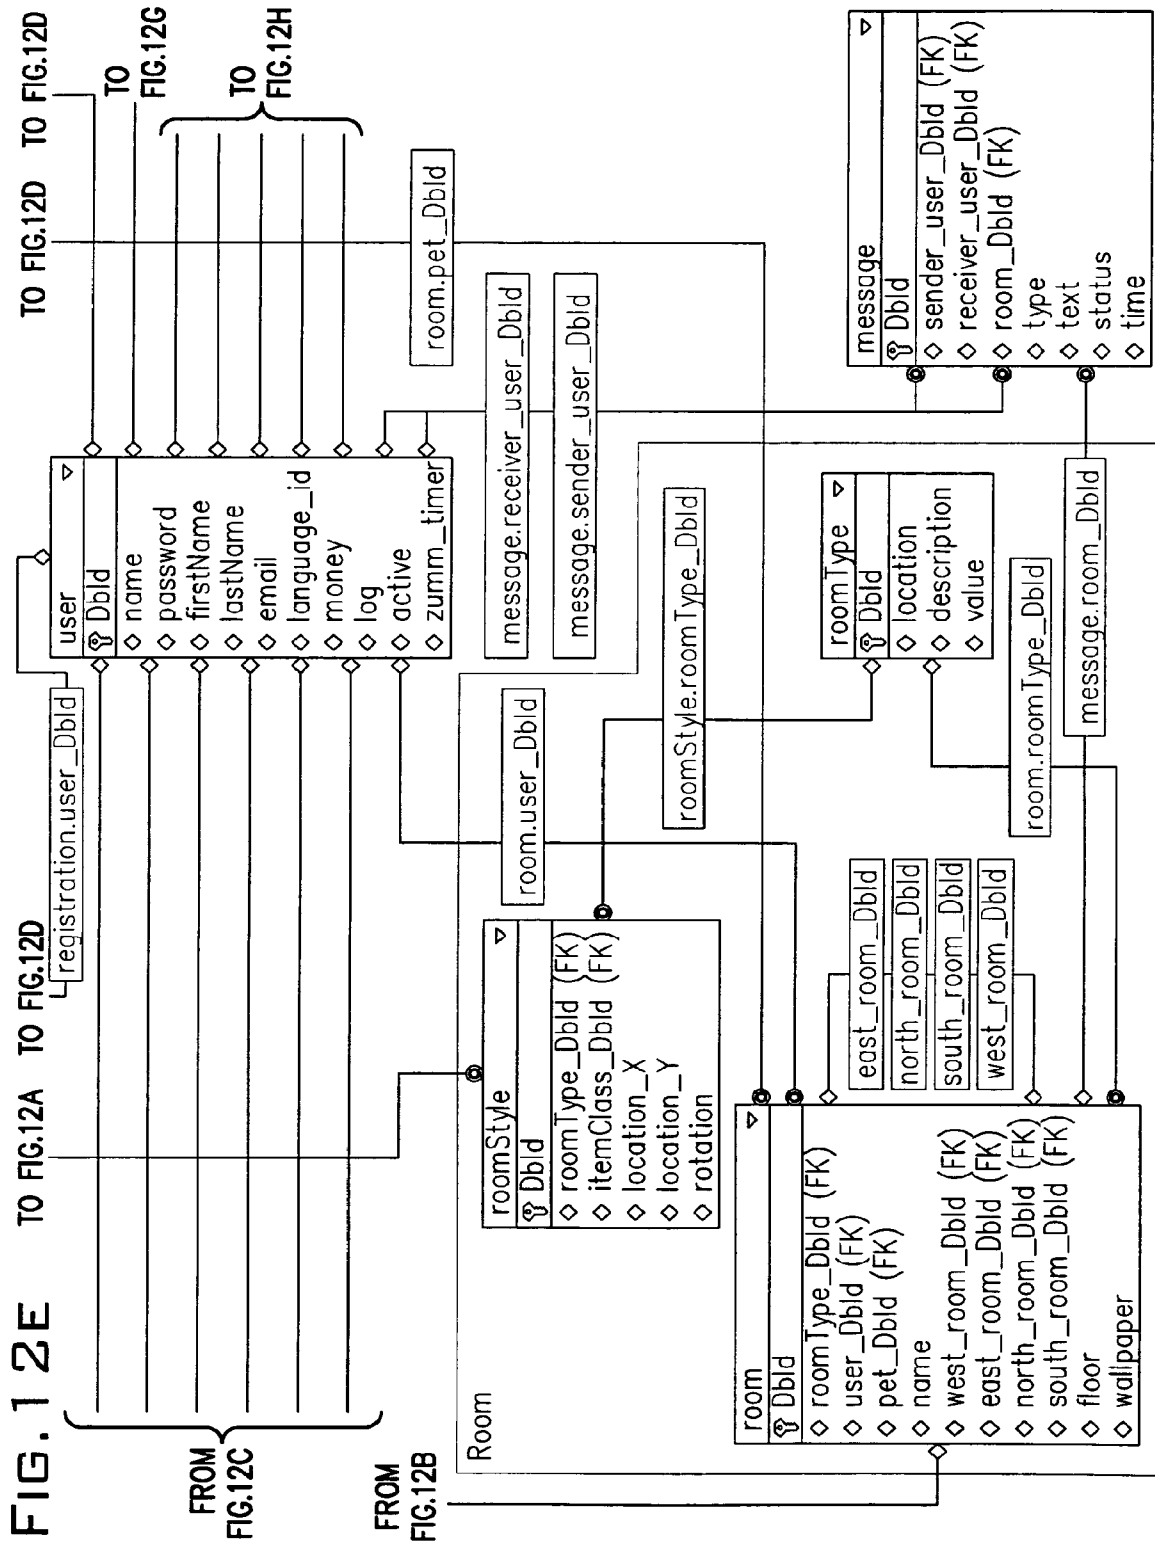 FIG. 12E
TO FIG.12A
TO FIG.12D
TO FIG.12D
TO FIG.12D
registration.user_DbId
TO
FIG.12G
TO
FIG.12H
FROM
FIG.12C
FROM
FIG.12B
user
DbId
name
password
firstName
lastName
email
language_id
money
log
active
zumm_timer
room.pet_DbId
message.receiver_user_DbId
message.sender_user_DbId
room.user_DbId
Room
roomStyle
DbId
roomType_DbId (FK)
itemClass_DbId (FK)
location_X
location_Y
rotation
roomStyle.roomType_DbId
room
DbId
roomType_DbId (FK)
user_DbId (FK)
pet_DbId (FK)
name
west_room_DbId (FK)
east_room_DbId (FK)
north_room_DbId (FK)
south_room_DbId (FK)
floor
wallpaper
east_room_DbId
north_room_DbId
south_room_DbId
west_room_DbId
roomType
DbId
location
description
value
room.roomType_DbId
message.room_DbId
message
DbId
sender_user_DbId (FK)
receiver_user_DbId (FK)
room_DbId (FK)
type
text
status
time